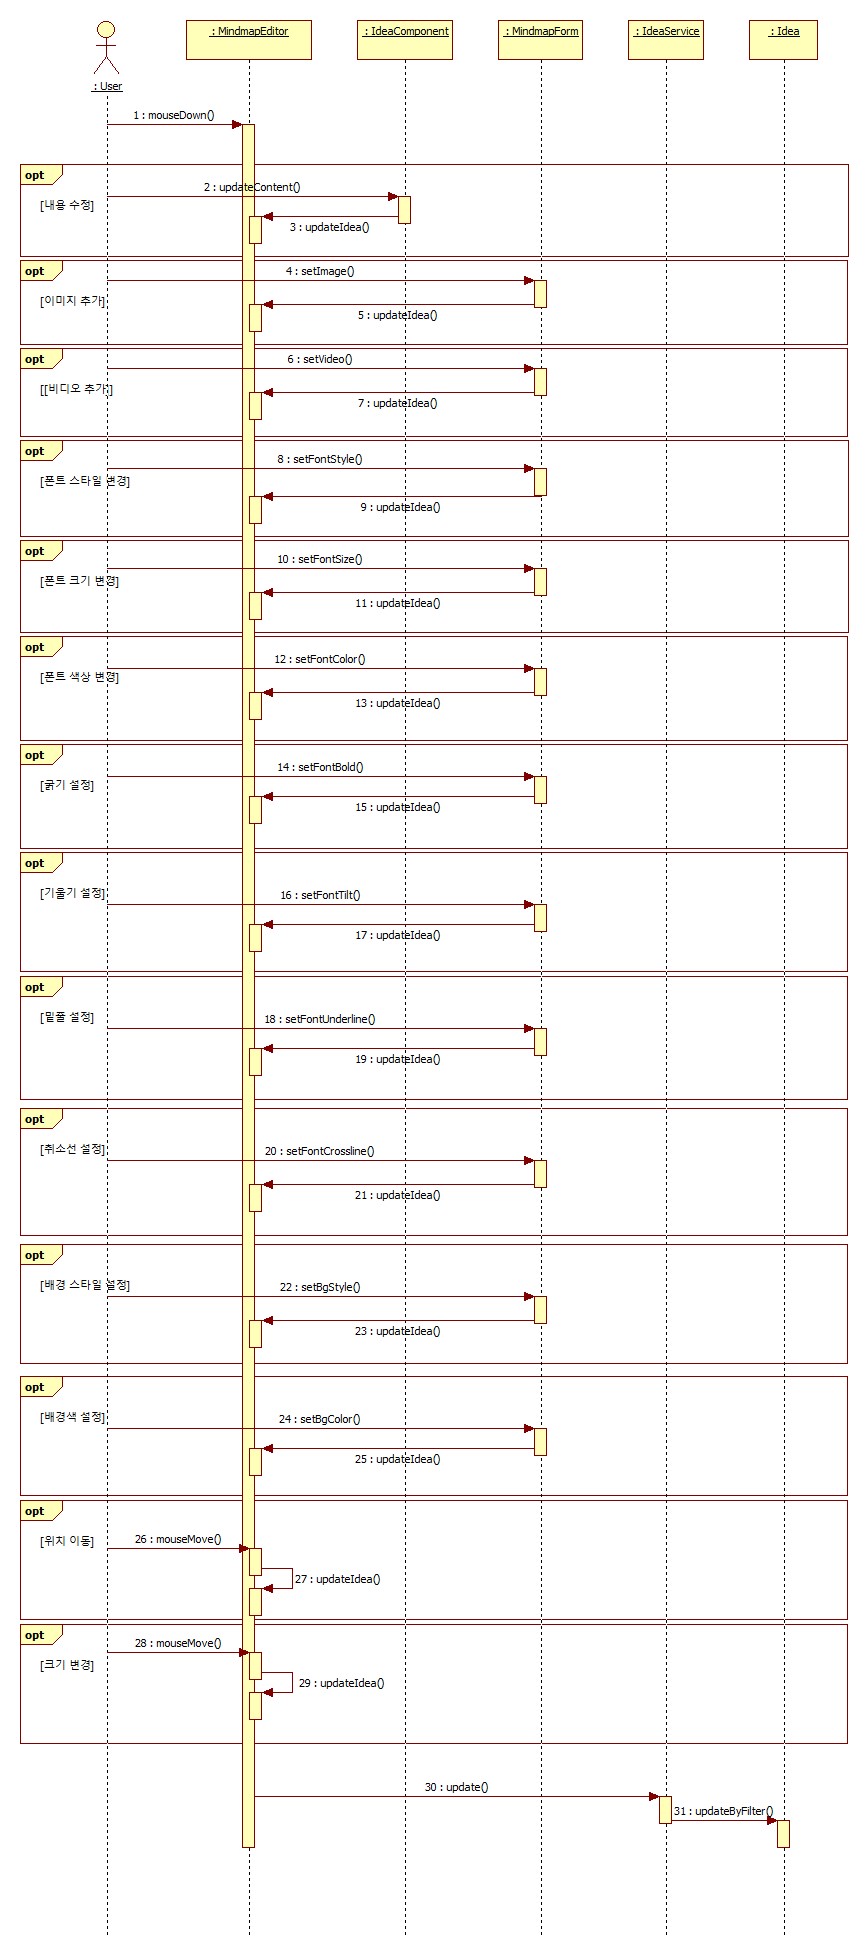 : MindmapEditor
: IdeaComponent
: MindmapForm
: IdeaService
: Idea
: User
1 : mouseDown()
opt
2 : updateContent()
[내용 수정]
3 : updateIdea()
opt
4 : setImage()
[이미지 추가]
5 : updateIdea()
opt
6 : setVideo()
[[비디오 추가]]
7 : updateIdea()
opt
8 : setFontStyle()
[폰트 스타일 변경]
9 : updateIdea()
opt
10 : setFontSize()
[폰트 크기 변경]
11 : updateIdea()
opt
12 : setFontColor()
[폰트 색상 변경]
13 : updateIdea()
opt
14 : setFontBold()
[굵기 설정]
15 : updateIdea()
opt
[기울기 설정]
16 : setFontTilt()
17 : updateIdea()
opt
[밑줄 설정]
18 : setFontUnderline()
19 : updateIdea()
opt
[취소선 설정]
20 : setFontCrossline()
21 : updateIdea()
opt
[배경 스타일 설정]
22 : setBgStyle()
23 : updateIdea()
opt
[배경색 설정]
24 : setBgColor()
25 : updateIdea()
opt
26 : mouseMove()
[위치 이동]
27 : updateIdea()
opt
28 : mouseMove()
[크기 변경]
29 : updateIdea()
30 : update()
31 : updateByFilter()